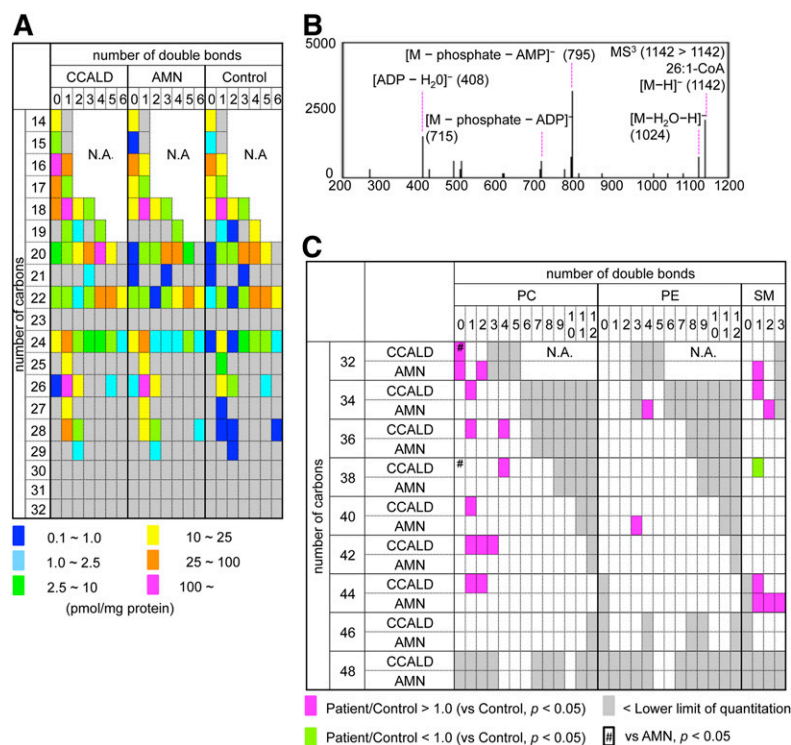 A
number of double bonds
CCALD AMN Control
0 1 2 3 4 5 6 0 1 2 3 4 5 6 0 1 2 3 4 5 6
number of carbons
14
15
16
17
18
19
20
21
22
23
24
25
26
27
28
29
30
31
32
N.A. N.A N.A
0.1 ~ 1.0
1.0 ~ 2.5
2.5 ~ 10
10 ~ 25
25 ~ 100
100 ~
(pmol/mg protein)
B
5000
2500
0
200 300 400 500 600 700 800 900 1000 1100 1200
[M − phosphate − AMP]⁻ (795)
[ADP − H₂0]⁻ (408)
[M − phosphate − ADP]⁻
(715)
MS³ (1142 > 1142)
26:1-CoA
[M−H]⁻ (1142)
[M−H₂O−H]⁻
(1024)
C
number of double bonds
PC PE SM
0 1 2 3 4 5 6 7 8 9 10 11 12 0 1 2 3 4 5 6 7 8 9 10 11 12 0 1 2 3
number of carbons
32 CCALD # N.A. N.A.
AMN
34 CCALD
AMN
36 CCALD
AMN
38 CCALD #
AMN
40 CCALD
AMN
42 CCALD
AMN
44 CCALD
AMN
46 CCALD
AMN
48 CCALD
AMN
Patient/Control > 1.0 (vs Control, p < 0.05)
Patient/Control < 1.0 (vs Control, p < 0.05)
< Lower limit of quantitation
# vs AMN, p < 0.05